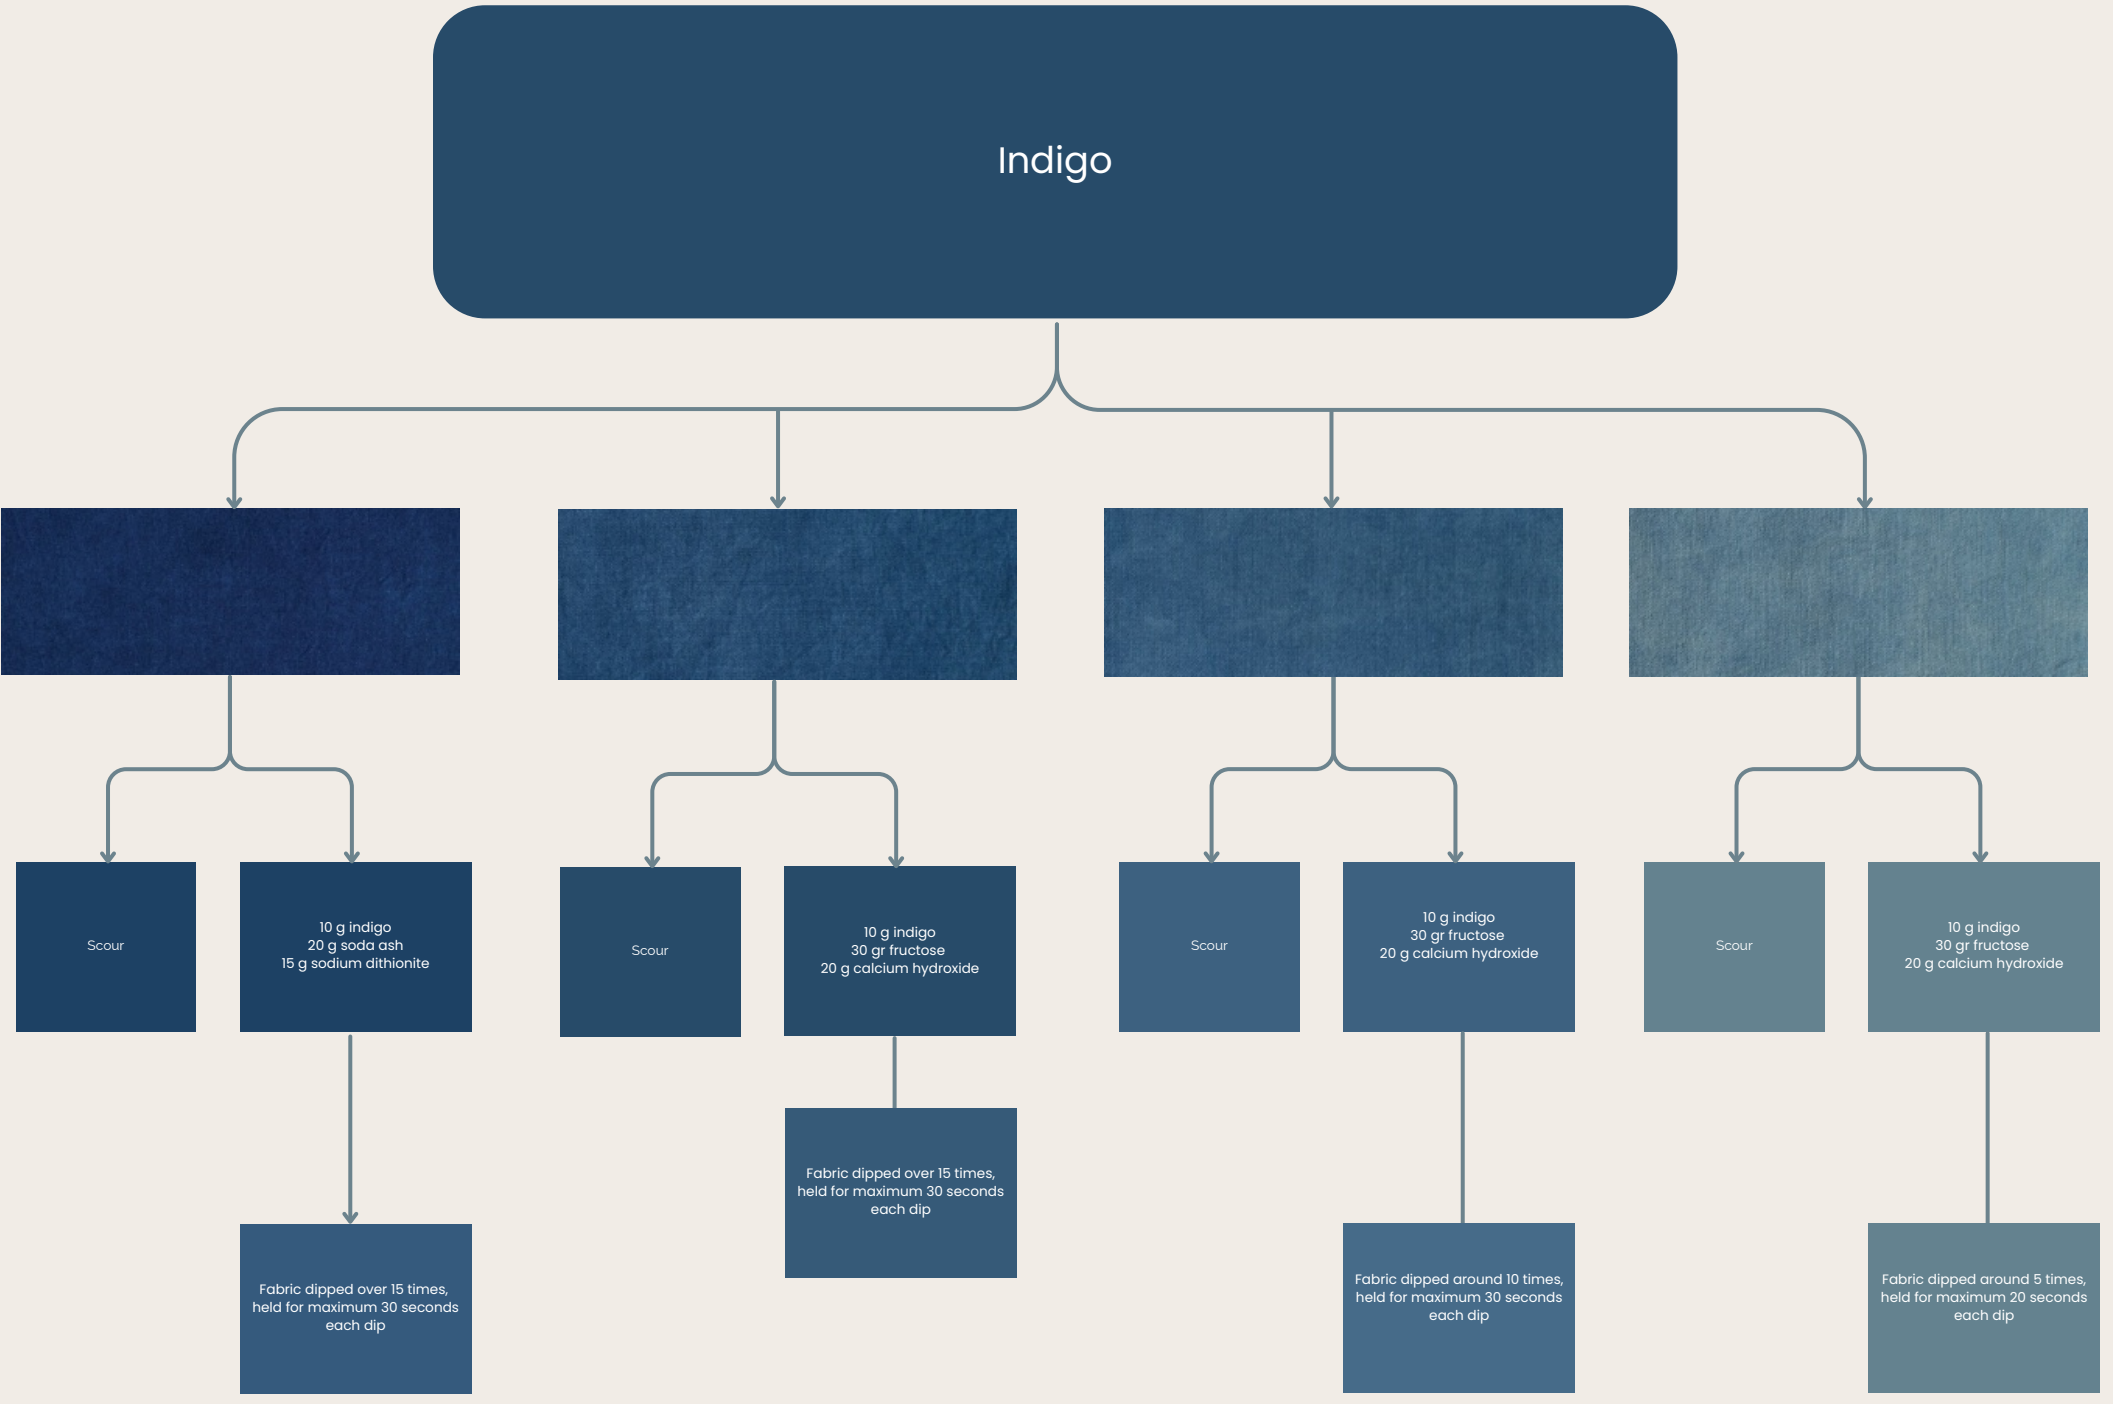 Indigo
Scour
10 g indigo
20 g soda ash
15 g sodium dithionite
Scour
10 g indigo
30 gr fructose
20 g calcium hydroxide
Scour
10 g indigo
30 gr fructose
20 g calcium hydroxide
Scour
10 g indigo
30 gr fructose
20 g calcium hydroxide
Fabric dipped over 15 times,
held for maximum 30 seconds
each dip
Fabric dipped over 15 times,
held for maximum 30 seconds
each dip
Fabric dipped around 10 times,
held for maximum 30 seconds
each dip
Fabric dipped around 5 times,
held for maximum 20 seconds
each dip